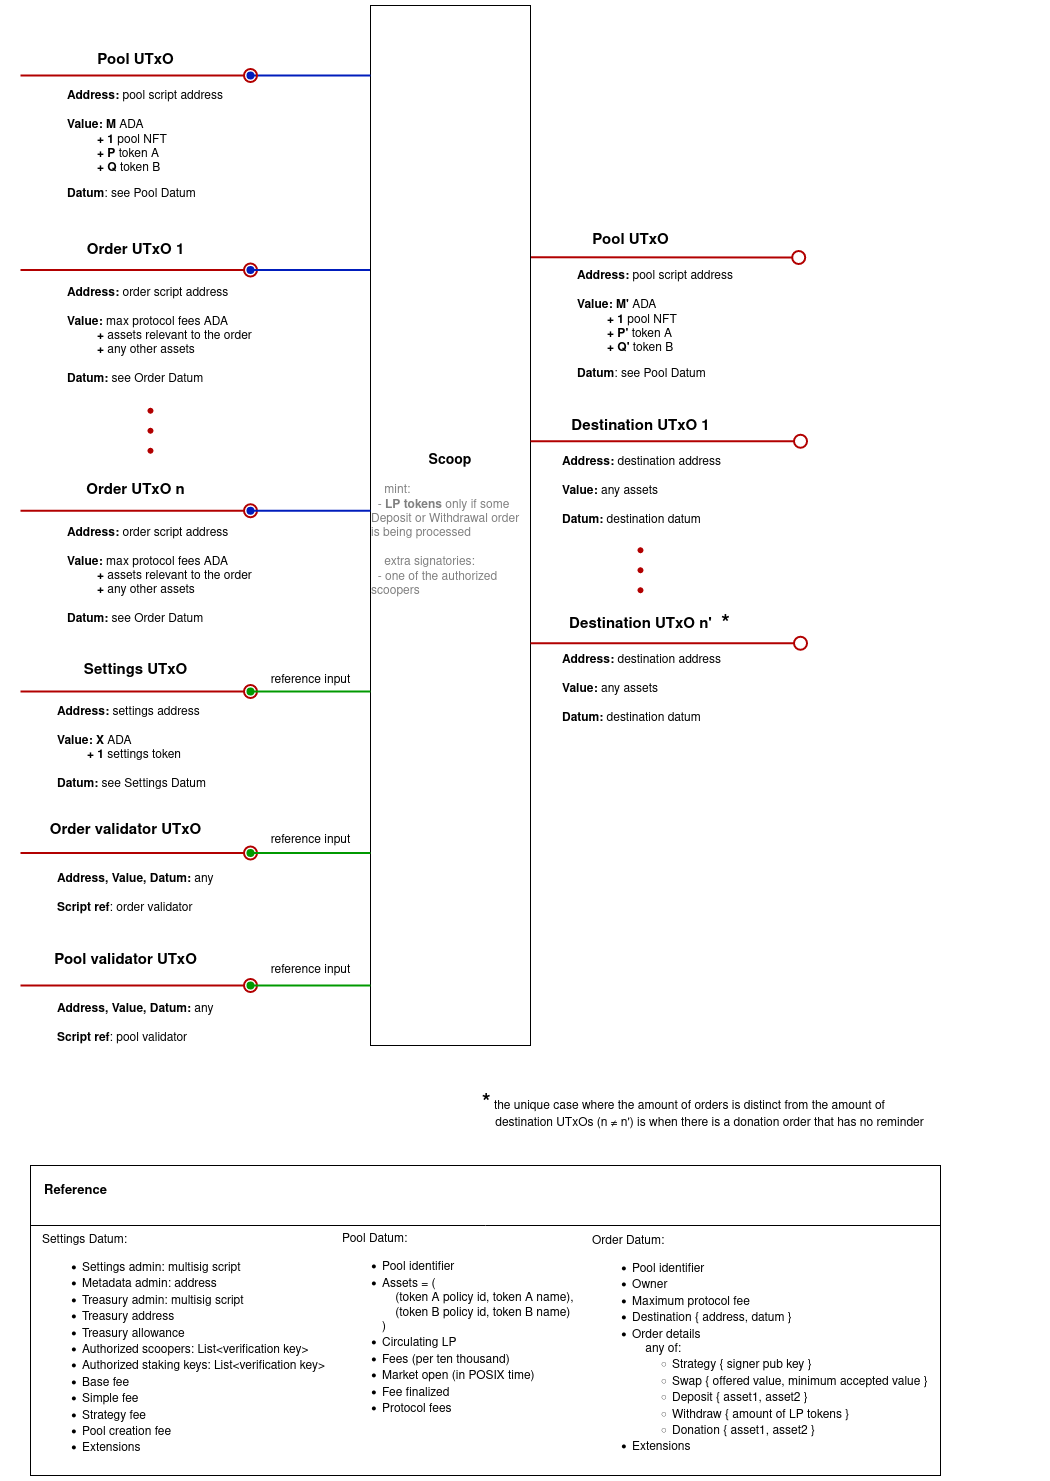 Pool UTxO
Address: pool script address
Value: M ADA
+ 1 pool NFT
+ P token A
+ Q token B
Datum: see Pool Datum
Order UTxO 1
Address: order script address
Value: max protocol fees ADA
+ assets relevant to the order
+ any other assets
Datum: see Order Datum
Order UTxO n
Address: order script address
Value: max protocol fees ADA
+ assets relevant to the order
+ any other assets
Datum: see Order Datum
Settings UTxO
reference input
Address: settings address
Value: X ADA
+ 1 settings token
Datum: see Settings Datum
Order validator UTxO
reference input
Address, Value, Datum: any
Script ref: order validator
Pool validator UTxO
reference input
Address, Value, Datum: any
Script ref: pool validator
Scoop
mint:
- LP tokens only if some
Deposit or Withdrawal order
is being processed
extra signatories:
- one of the authorized
scoopers
Pool UTxO
Address: pool script address
Value: M' ADA
+ 1 pool NFT
+ P' token A
+ Q' token B
Datum: see Pool Datum
Destination UTxO 1
Address: destination address
Value: any assets
Datum: destination datum
Destination UTxO n' *
Address: destination address
Value: any assets
Datum: destination datum
* the unique case where the amount of orders is distinct from the amount of
destination UTxOs (n ≠ n') is when there is a donation order that has no reminder
Reference
Settings Datum:
• Settings admin: multisig script
• Metadata admin: address
• Treasury admin: multisig script
• Treasury address
• Treasury allowance
• Authorized scoopers: List<verification key>
• Authorized staking keys: List<verification key>
• Base fee
• Simple fee
• Strategy fee
• Pool creation fee
• Extensions
Pool Datum:
• Pool identifier
• Assets = (
(token A policy id, token A name),
(token B policy id, token B name)
)
• Circulating LP
• Fees (per ten thousand)
• Market open (in POSIX time)
• Fee finalized
• Protocol fees
Order Datum:
• Pool identifier
• Owner
• Maximum protocol fee
• Destination { address, datum }
• Order details
any of:
○ Strategy { signer pub key }
○ Swap { offered value, minimum accepted value }
○ Deposit { asset1, asset2 }
○ Withdraw { amount of LP tokens }
○ Donation { asset1, asset2 }
• Extensions